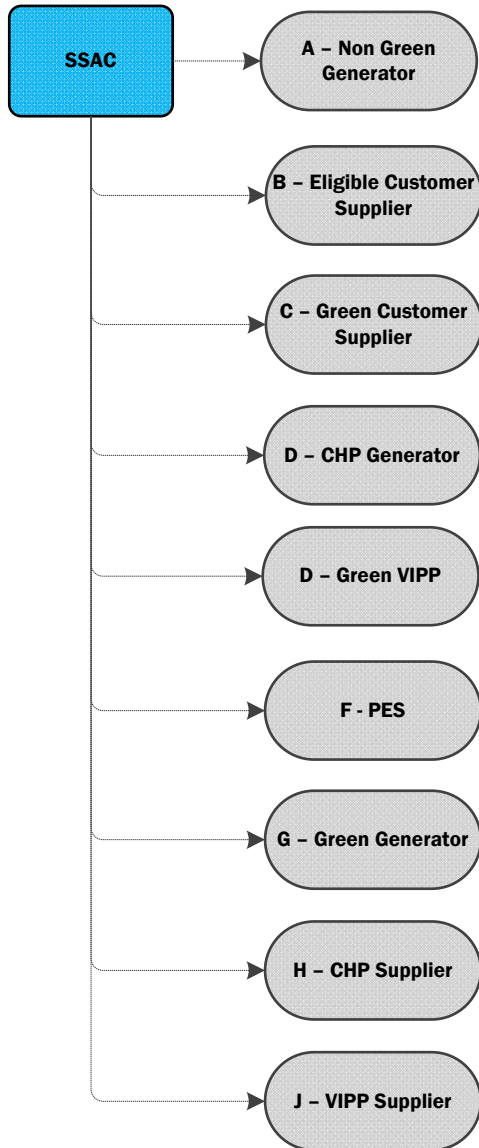 SSAC
A – Non Green
Generator
B – Eligible Customer
Supplier
C – Green Customer
Supplier
D – CHP Generator
D – Green VIPP
F - PES
G – Green Generator
H – CHP Supplier
J – VIPP Supplier